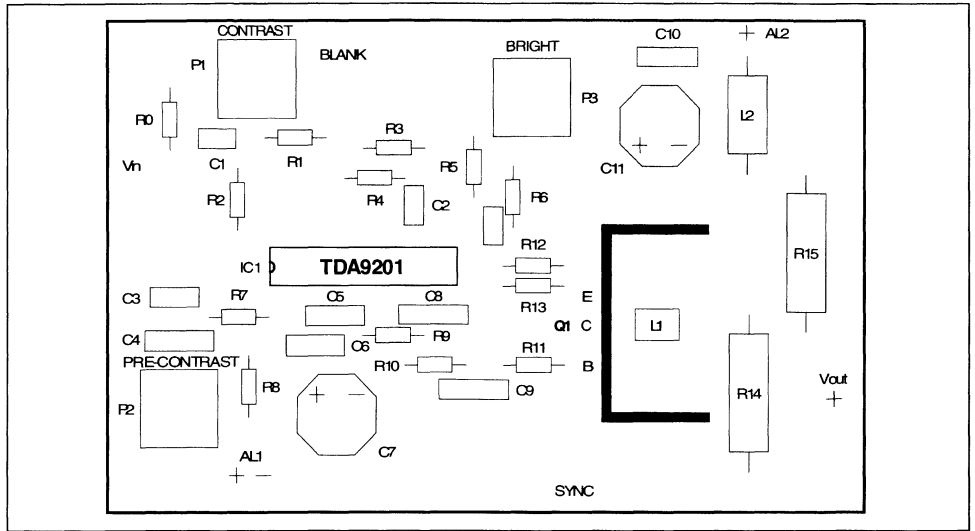 CONTRAST
P1
BLANK
BRIGHT
P3
C10
+ AL2
L2
R0
C1
R1
R3
R5
+ −
C11
Vin
R2
R4
C2
R6
R12
R15
IC1
TDA9201
R13
C3
R7
C5
C8
E
Q1 C
L1
C4
C6
R9
R10
R11
B
PRE-CONTRAST
P2
R8
C9
R14
Vout
+
+ −
C7
AL1
+ −
SYNC